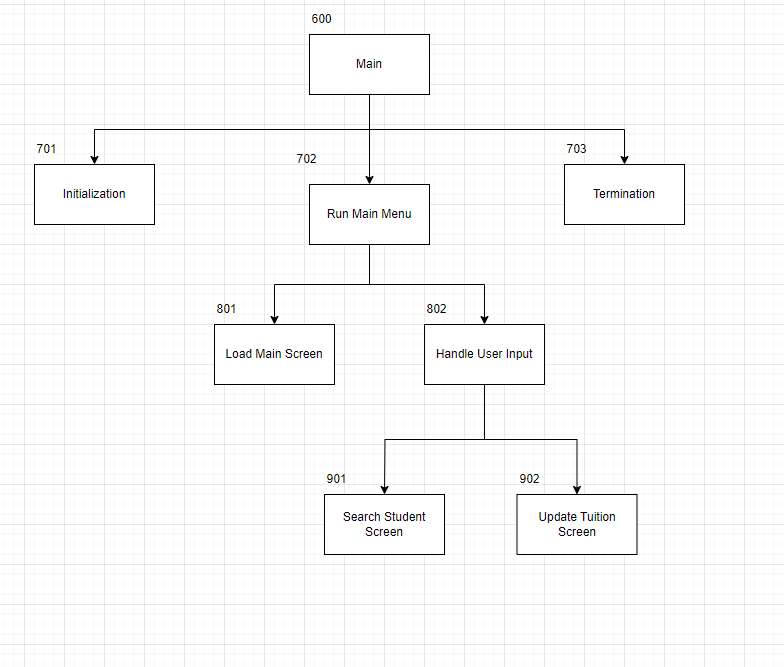 600
Main
701
702
703
Initialization
Run Main Menu
Termination
801
802
Load Main Screen
Handle User Input
901
902
Search Student
Screen
Update Tuition
Screen